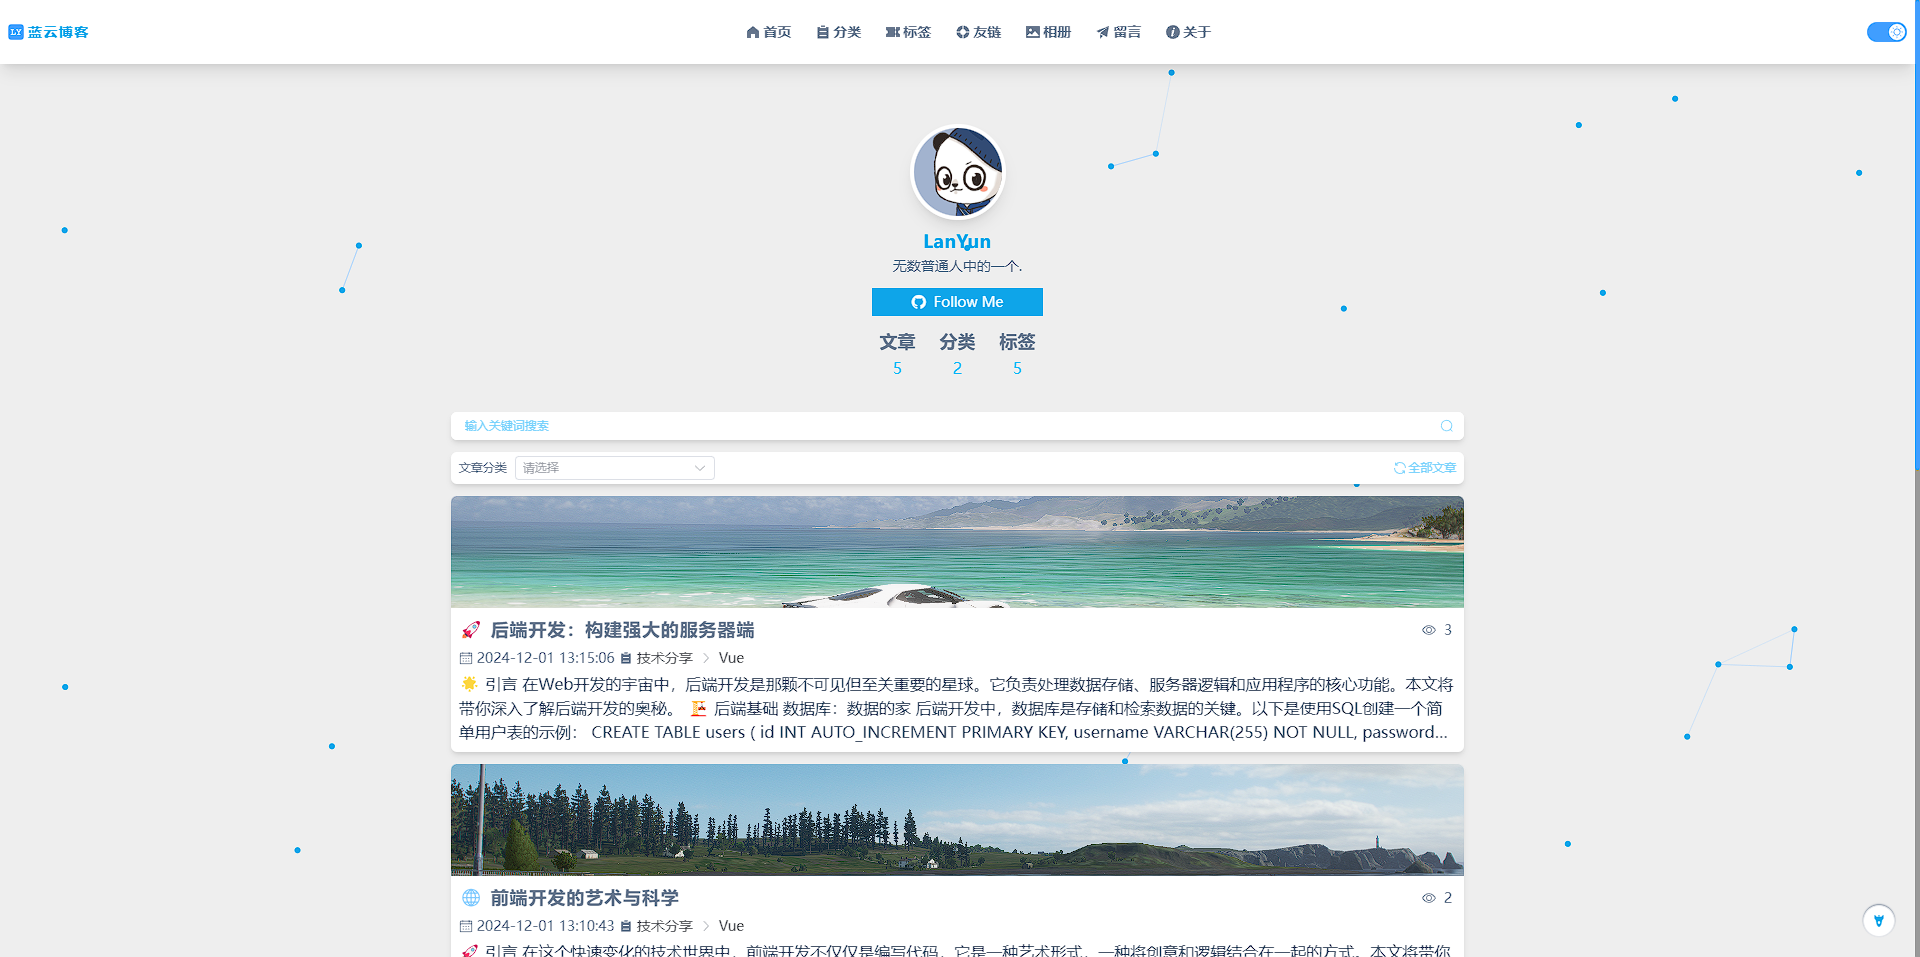 LY 蓝云博客
首页 分类 标签 友链 相册 留言 关于
LanYun
无数普通人中的一个.
Follow Me
文章 分类 标签
5 2 5
输入关键词搜索
文章分类 请选择 全部文章
🚀 后端开发：构建强大的服务器端 3
2024-12-01 13:15:06 技术分享 > Vue
🌟 引言 在Web开发的宇宙中，后端开发是那颗不可见但至关重要的星球。它负责处理数据存储、服务器逻辑和应用程序的核心功能。本文将
带你深入了解后端开发的奥秘。 🏗️ 后端基础 数据库：数据的家 后端开发中，数据库是存储和检索数据的关键。以下是使用SQL创建一个简
单用户表的示例： CREATE TABLE users ( id INT AUTO_INCREMENT PRIMARY KEY, username VARCHAR(255) NOT NULL, password...
🌐 前端开发的艺术与科学 2
2024-12-01 13:10:43 技术分享 > Vue
🚀 引言 在这个快速变化的技术世界中，前端开发不仅仅是编写代码，它是一种艺术形式，一种将创意和逻辑结合在一起的方式。本文将带你